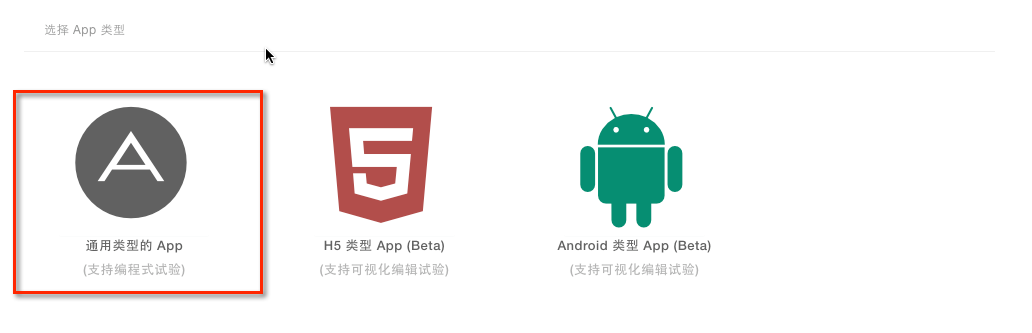 选择 App 类型
通用类型的 App
(支持编程式试验)
H5 类型 App (Beta)
(支持可视化编辑试验)
Android 类型 App (Beta)
(支持可视化编辑试验)